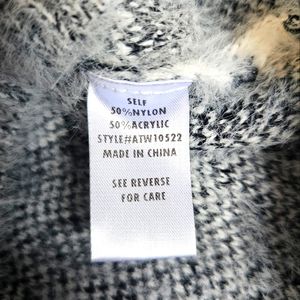 SELF
50%NYLON
50%ACRYLIC
STYLE#ATW10522
MADE IN CHINA
SEE REVERSE
FOR CARE